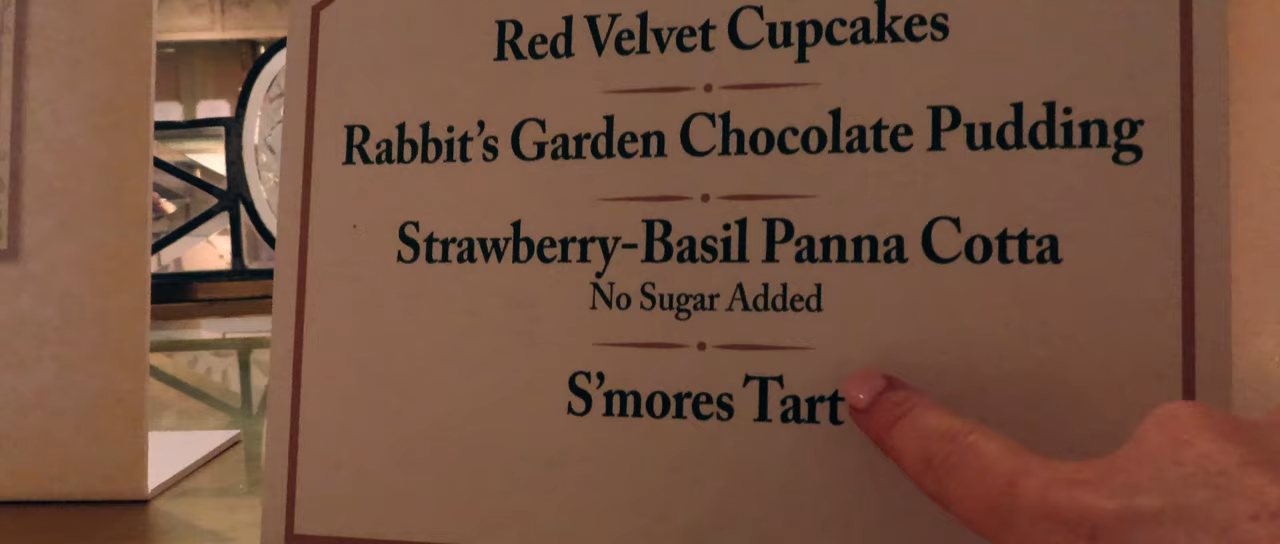 Red Velvet Cupcakes
Rabbit's Garden Chocolate Pudding
Strawberry-Basil Panna Cotta
No Sugar Added
S'mores Tart